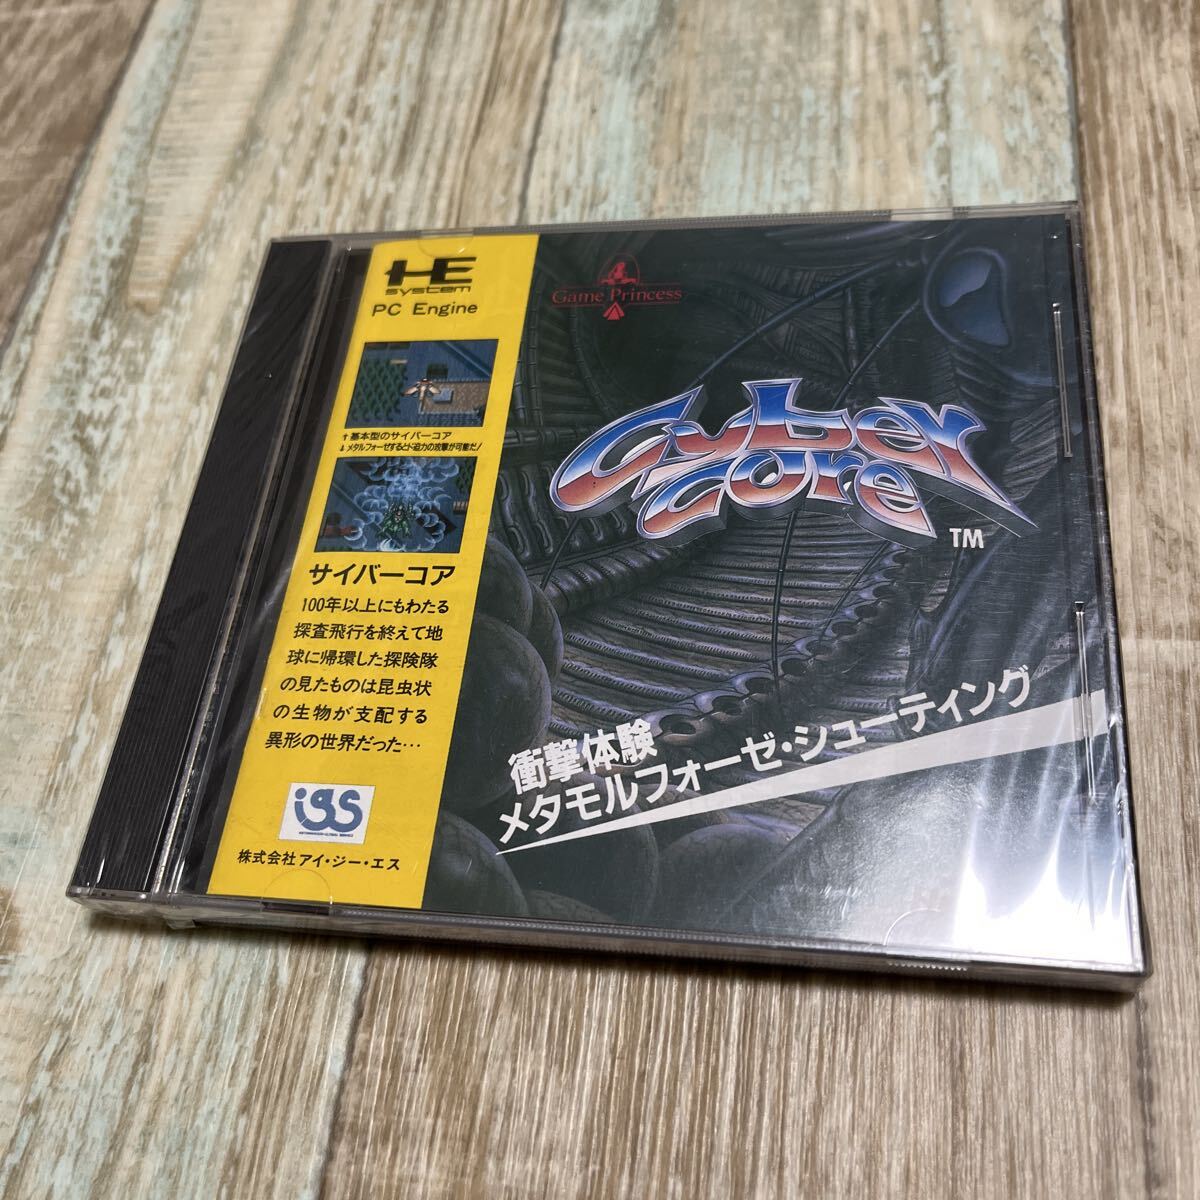 HE
system
PC Engine
↑基本型のサイバーコア
↓メタルフォーゼするとド迫力の攻撃が可能だ!
サイバーコア
100年以上にもわたる
探査飛行を終えて地
球に帰環した探険隊
の見たものは昆虫状
の生物が支配する
異形の世界だった…
igs
株式会社アイ・ジー・エス
Game Princess
Cyber
Core
TM
衝撃体験
メタモルフォーゼ・シューティング